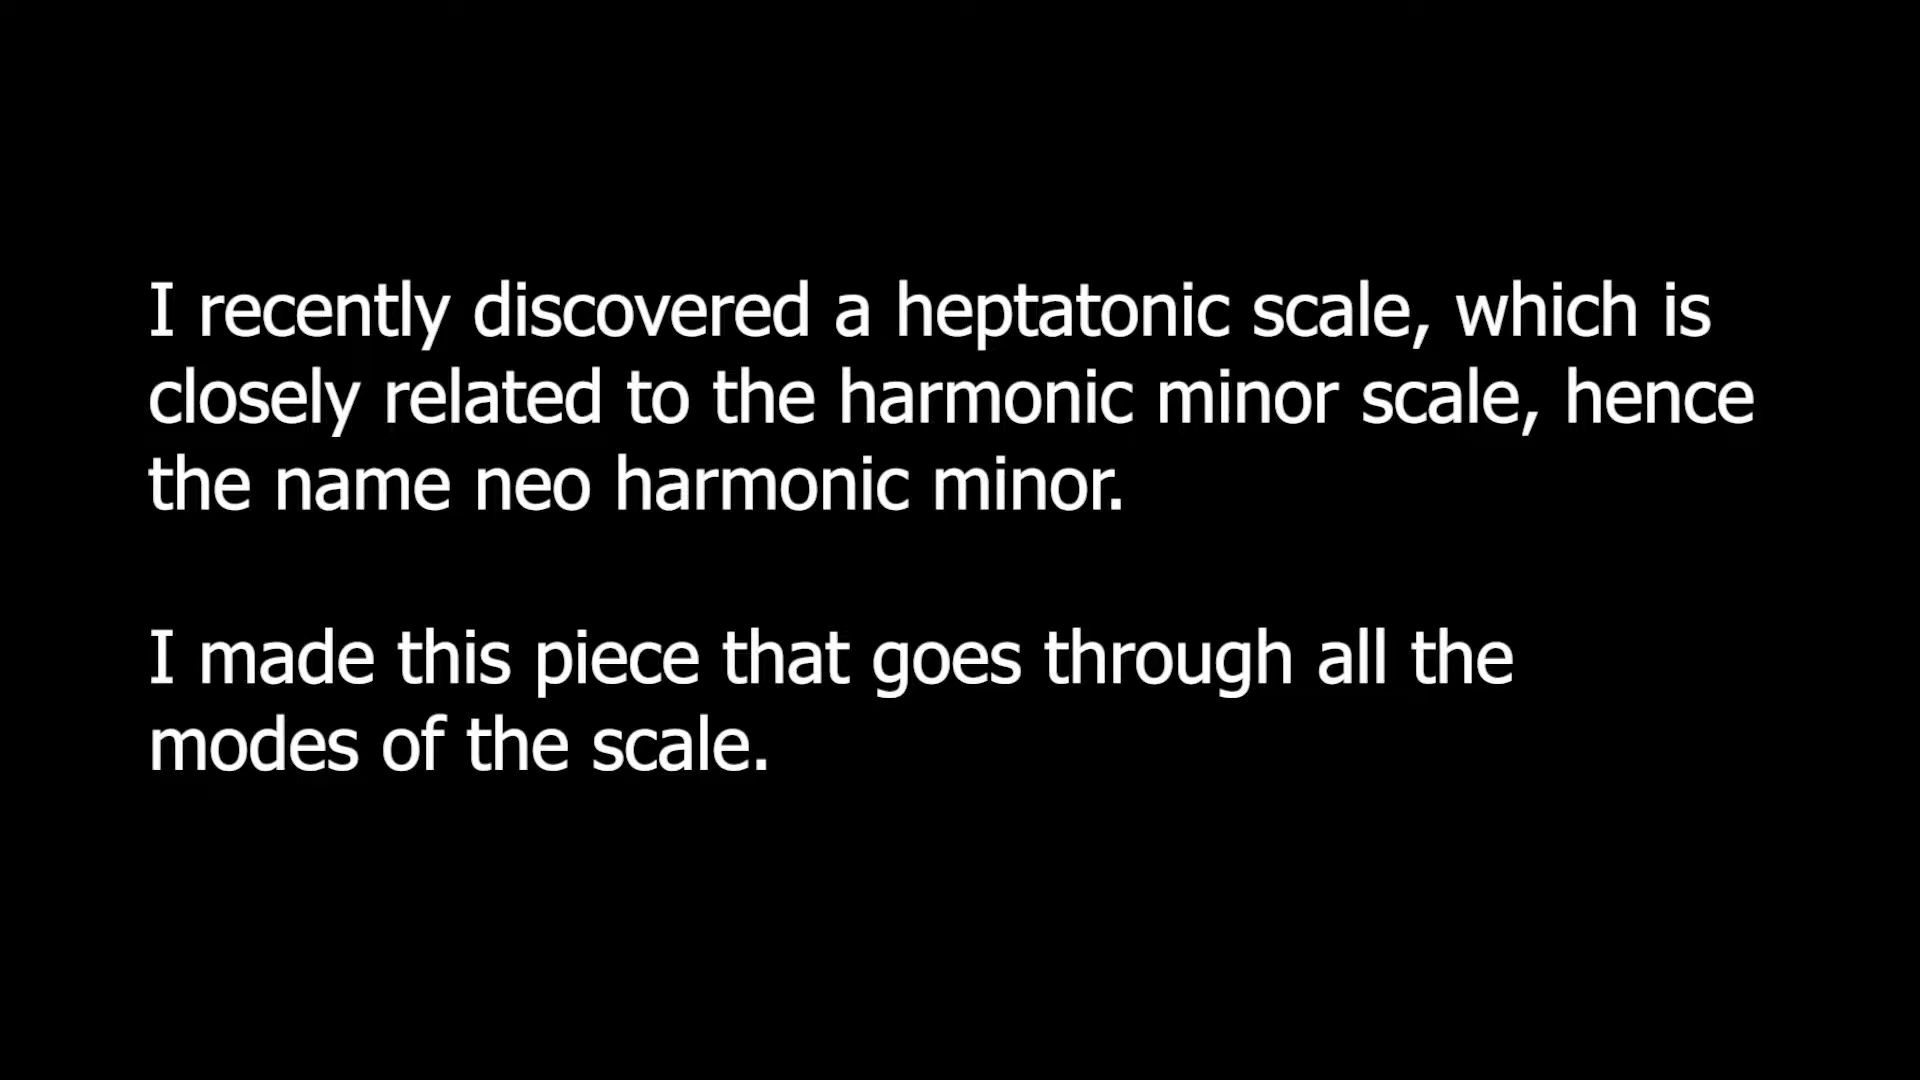 I recently discovered a heptatonic scale, which is
closely related to the harmonic minor scale, hence
the name neo harmonic minor.
I made this piece that goes through all the
modes of the scale.